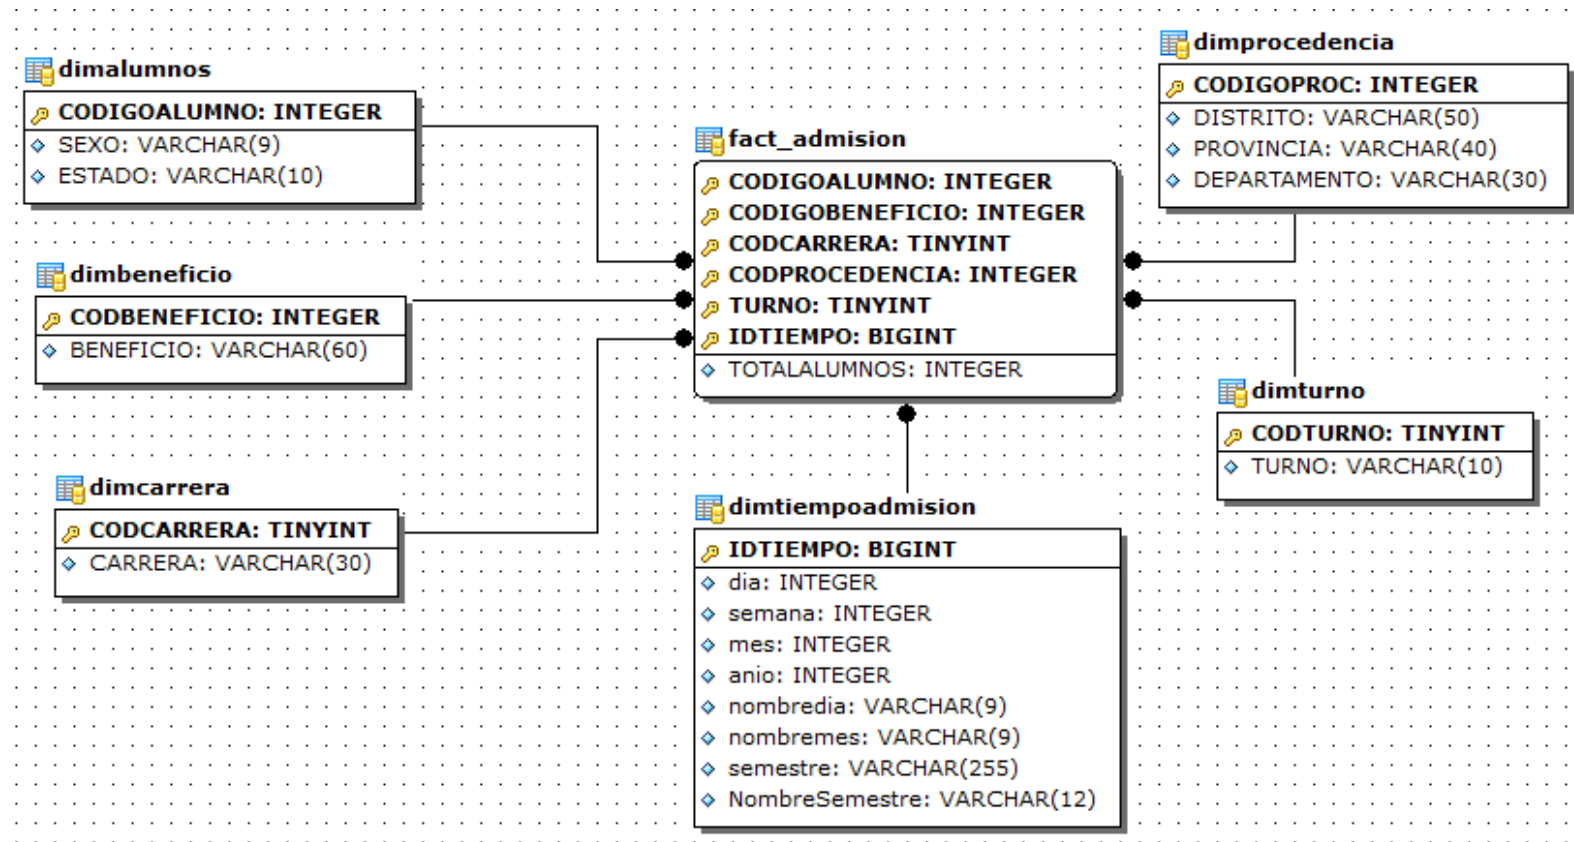 dimalumnos
CODIGOALUMNO: INTEGER
SEXO: VARCHAR(9)
ESTADO: VARCHAR(10)
dimbeneficio
CODBENEFICIO: INTEGER
BENEFICIO: VARCHAR(60)
dimcarrera
CODCARRERA: TINYINT
CARRERA: VARCHAR(30)
fact_admision
CODIGOALUMNO: INTEGER
CODIGOBENEFICIO: INTEGER
CODCARRERA: TINYINT
CODPROCEDENCIA: INTEGER
TURNO: TINYINT
IDTIEMPO: BIGINT
TOTALALUMNOS: INTEGER
dimtiempoadmision
IDTIEMPO: BIGINT
dia: INTEGER
semana: INTEGER
mes: INTEGER
anio: INTEGER
nombredia: VARCHAR(9)
nombremes: VARCHAR(9)
semestre: VARCHAR(255)
NombreSemestre: VARCHAR(12)
dimprocedencia
CODIGOPROC: INTEGER
DISTRITO: VARCHAR(50)
PROVINCIA: VARCHAR(40)
DEPARTAMENTO: VARCHAR(30)
dimturno
CODTURNO: TINYINT
TURNO: VARCHAR(10)